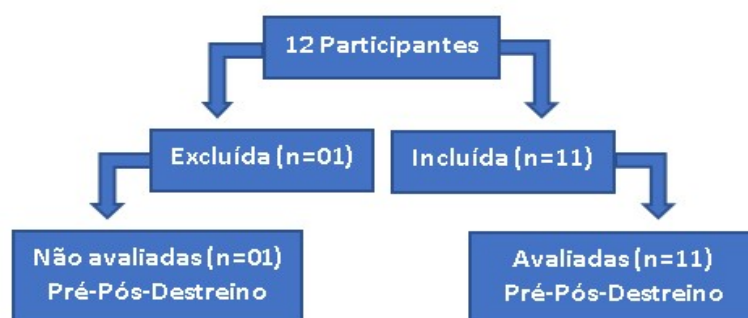 12 Participantes
Excluída (n=01)
Incluída (n=11)
Não avaliadas (n=01)
Pré-Pós-Destreino
Avaliadas (n=11)
Pré-Pós-Destreino